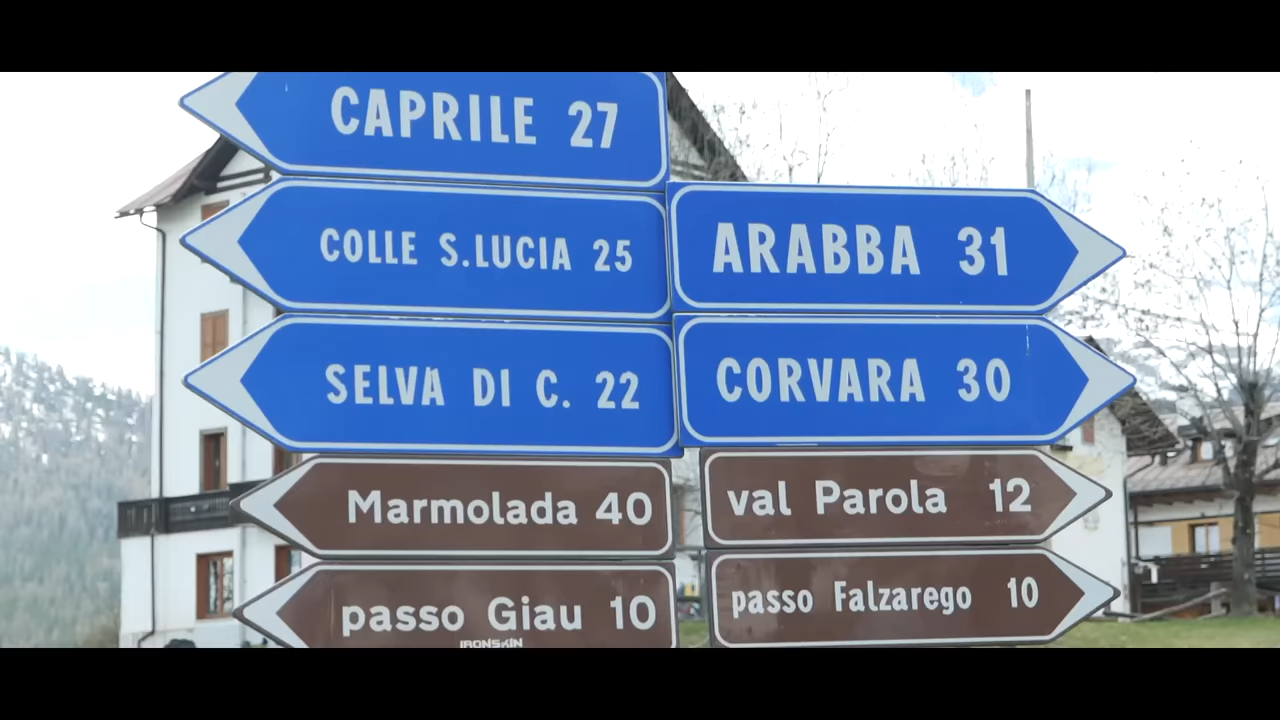 CAPRILE 27
COLLE S.LUCIA 25
SELVA DI C. 22
Marmolada 40
passo Giau 10
IRONSKIN
ARABBA 31
CORVARA 30
val Parola 12
passo Falzarego 10